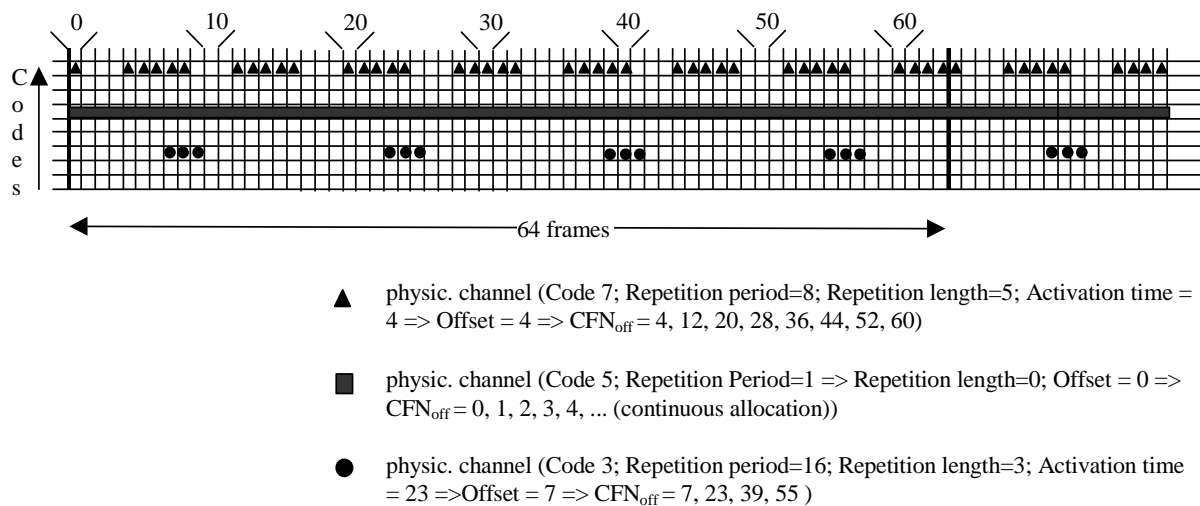 0 10 20 30 40 50 60
C
o
d
e
s
64 frames
physic. channel (Code 7; Repetition period=8; Repetition length=5; Activation time =
4 => Offset = 4 => CFNoff = 4, 12, 20, 28, 36, 44, 52, 60)
physic. channel (Code 5; Repetition Period=1 => Repetition length=0; Offset = 0 =>
CFNoff = 0, 1, 2, 3, 4, ... (continuous allocation))
physic. channel (Code 3; Repetition period=16; Repetition length=3; Activation time
= 23 =>Offset = 7 => CFNoff = 7, 23, 39, 55 )